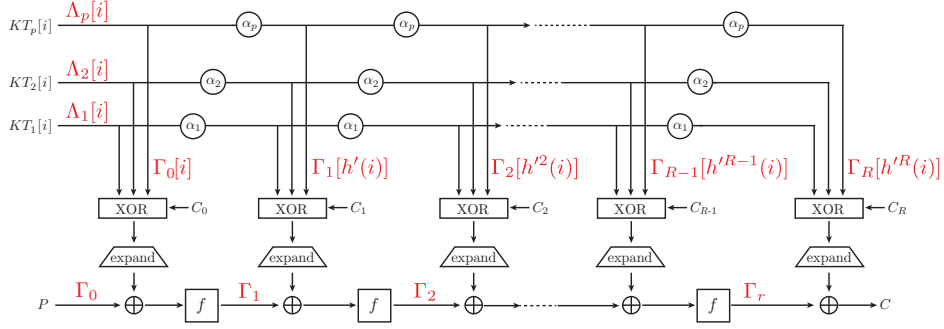 KT_p[i] Λ_p[i] α_p α_p α_p
KT_2[i] Λ_2[i] α_2 α_2 α_2
KT_1[i] Λ_1[i] α_1 α_1 α_1
Γ_0[i] Γ_1[h'(i)] Γ_2[h'^2(i)] Γ_{R-1}[h'^{R-1}(i)] Γ_R[h'^R(i)]
XOR C_0 XOR C_1 XOR C_2 XOR C_{R-1} XOR C_R
expand expand expand expand expand
P Γ_0 f Γ_1 f Γ_2 f Γ_r C